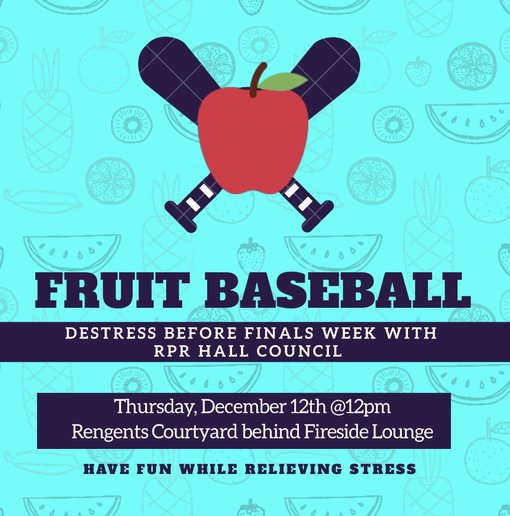 FRUIT BASEBALL
DESTRESS BEFORE FINALS WEEK WITH
RPR HALL COUNCIL
Thursday, December 12th @12pm
Rengents Courtyard behind Fireside Lounge
HAVE FUN WHILE RELIEVING STRESS